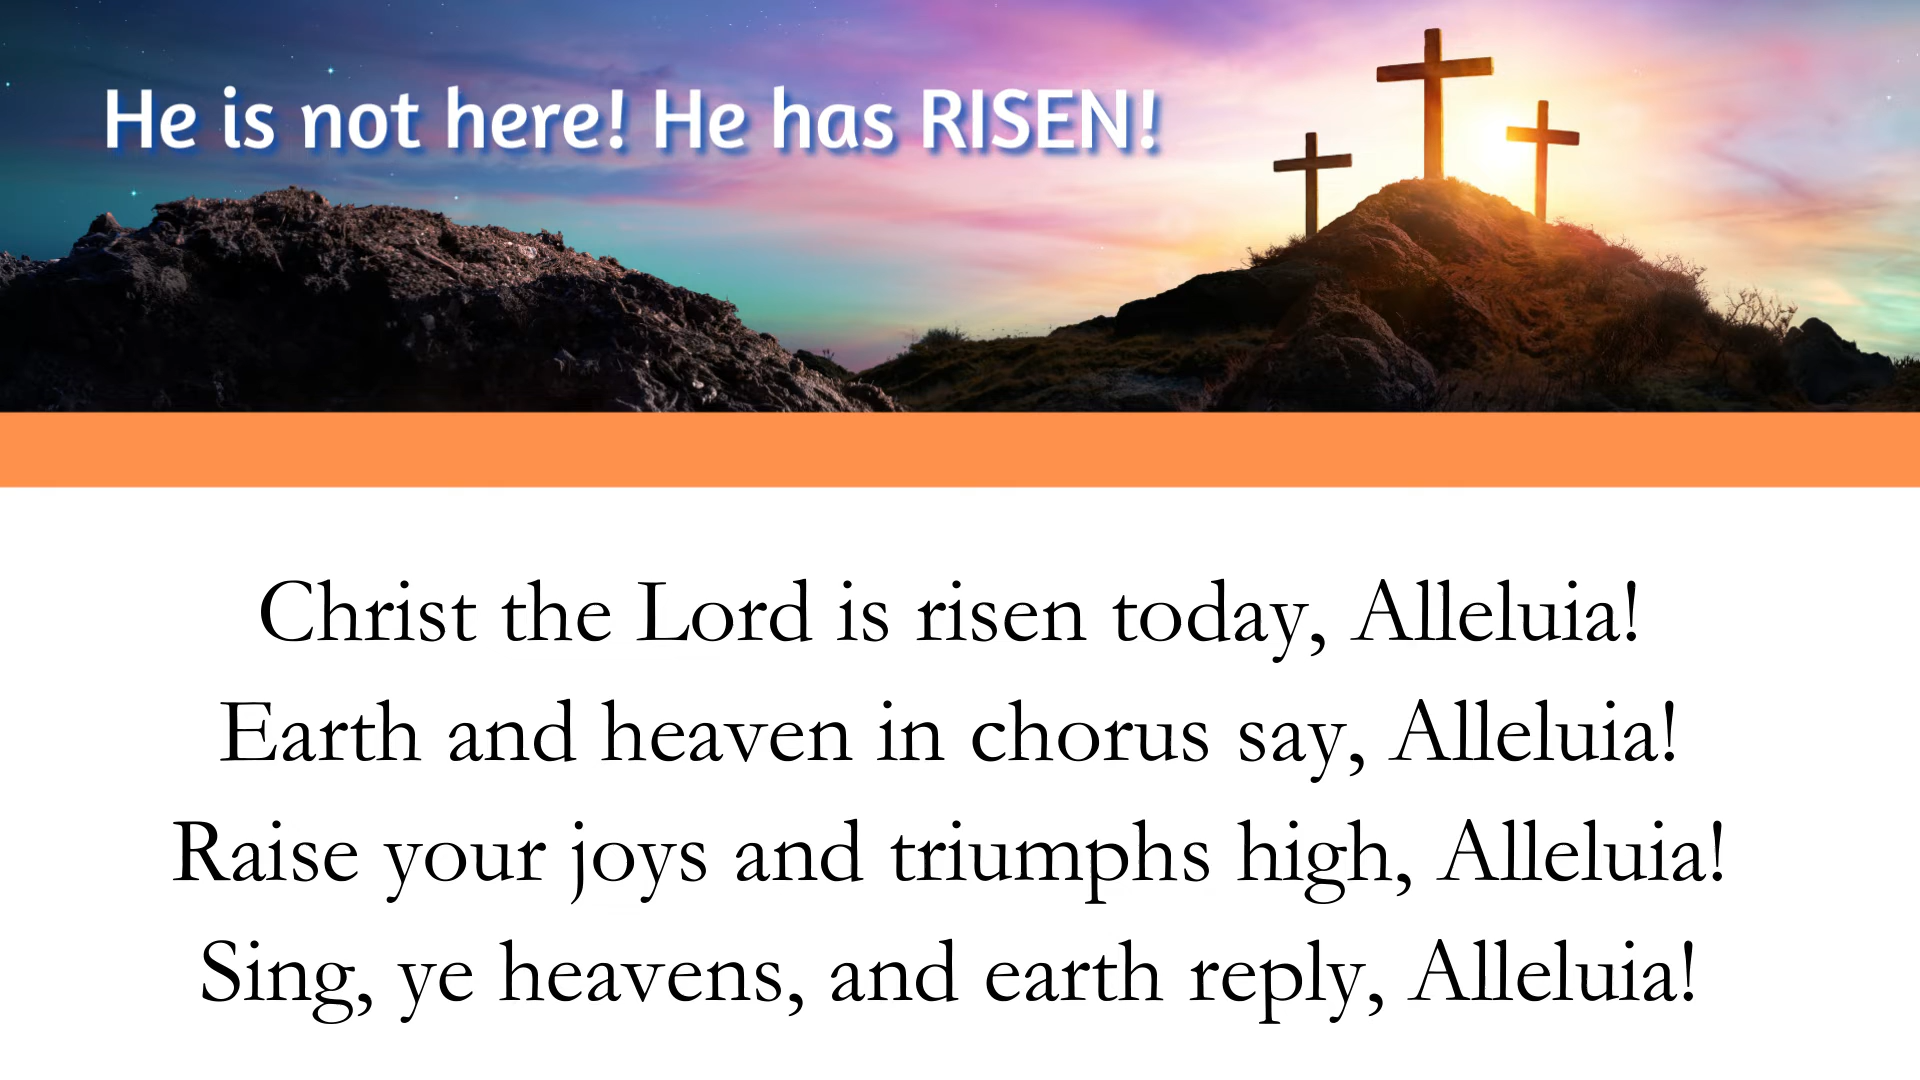 He is not here! He has RISEN!
Christ the Lord is risen today, Alleluia!
Earth and heaven in chorus say, Alleluia!
Raise your joys and triumphs high, Alleluia!
Sing, ye heavens, and earth reply, Alleluia!